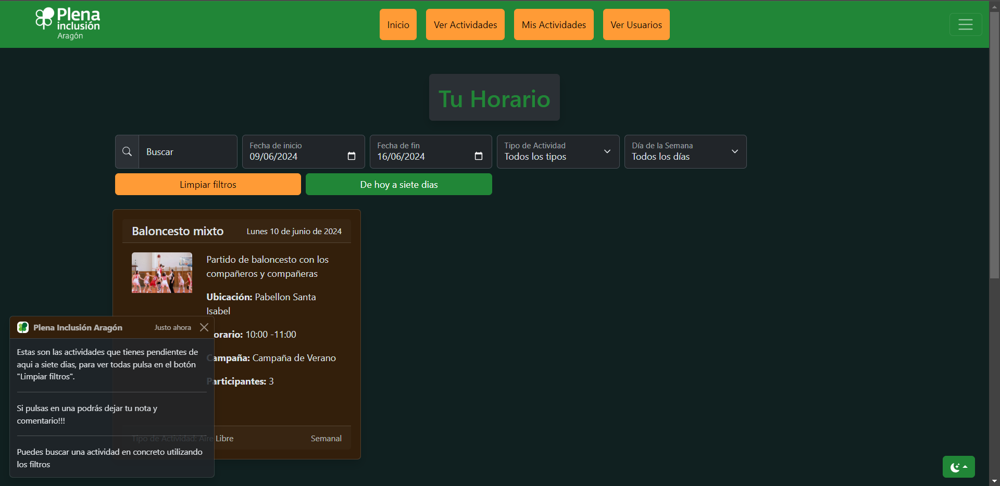 Plena
inclusión
Aragón
Inicio
Ver Actividades
Mis Actividades
Ver Usuarios
Tu Horario
Buscar
Fecha de inicio
09/06/2024
Fecha de fin
16/06/2024
Tipo de Actividad
Todos los tipos
Día de la Semana
Todos los días
Limpiar filtros
De hoy a siete dias
Baloncesto mixto
Lunes 10 de junio de 2024
Partido de baloncesto con los
compañeros y compañeras
Ubicación: Pabellon Santa
Isabel
Horario: 10:00 -11:00
Campaña: Campaña de Verano
Participantes: 3
Tipo de Actividad: Aire Libre
Semanal
Plena Inclusión Aragón
Justo ahora
Estas son las actividades que tienes pendientes de
aqui a siete dias, para ver todas pulsa en el botón
"Limpiar filtros".
Si pulsas en una podrás dejar tu nota y
comentario!!!
Puedes buscar una actividad en concreto utilizando
los filtros